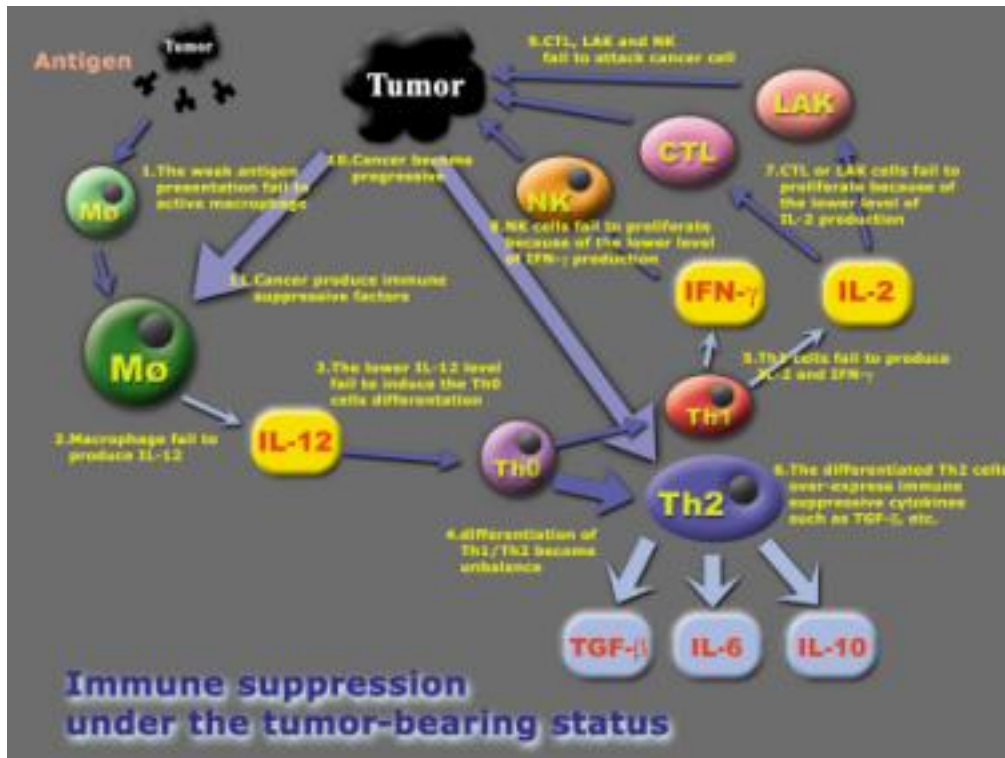 Antigen
Tumor
Tumor
9.CTL, LAK and NK
fail to attack cancer cell
LAK
CTL
NK
Mø
1.The weak antigen
presentation fail to
active macrophage
10.Cancer become
progressive
7.CTL or LAK cells fail to
proliferate because of
the lower level of
IL-2 production
8.NK cells fail to proliferate
because of the lower level
of IFN-γ production
11.Cancer produce immune
suppressive factors
IFN-γ
IL-2
Mø
3.The lower IL-12 level
fail to induce the Th0
cells differentation
5.Th1 cells fail to produce
IL-2 and IFN-γ
Th1
2.Macrophage fail to
produce IL-12
IL-12
Th0
Th2
6.The differentiated Th2 cells
over-express immune
suppressive cytokines
such as TGF-ß, etc.
4.differentiation of
Th1/Th2 become
unbalance
TGF-β
IL-6
IL-10
Immune suppression
under the tumor-bearing status